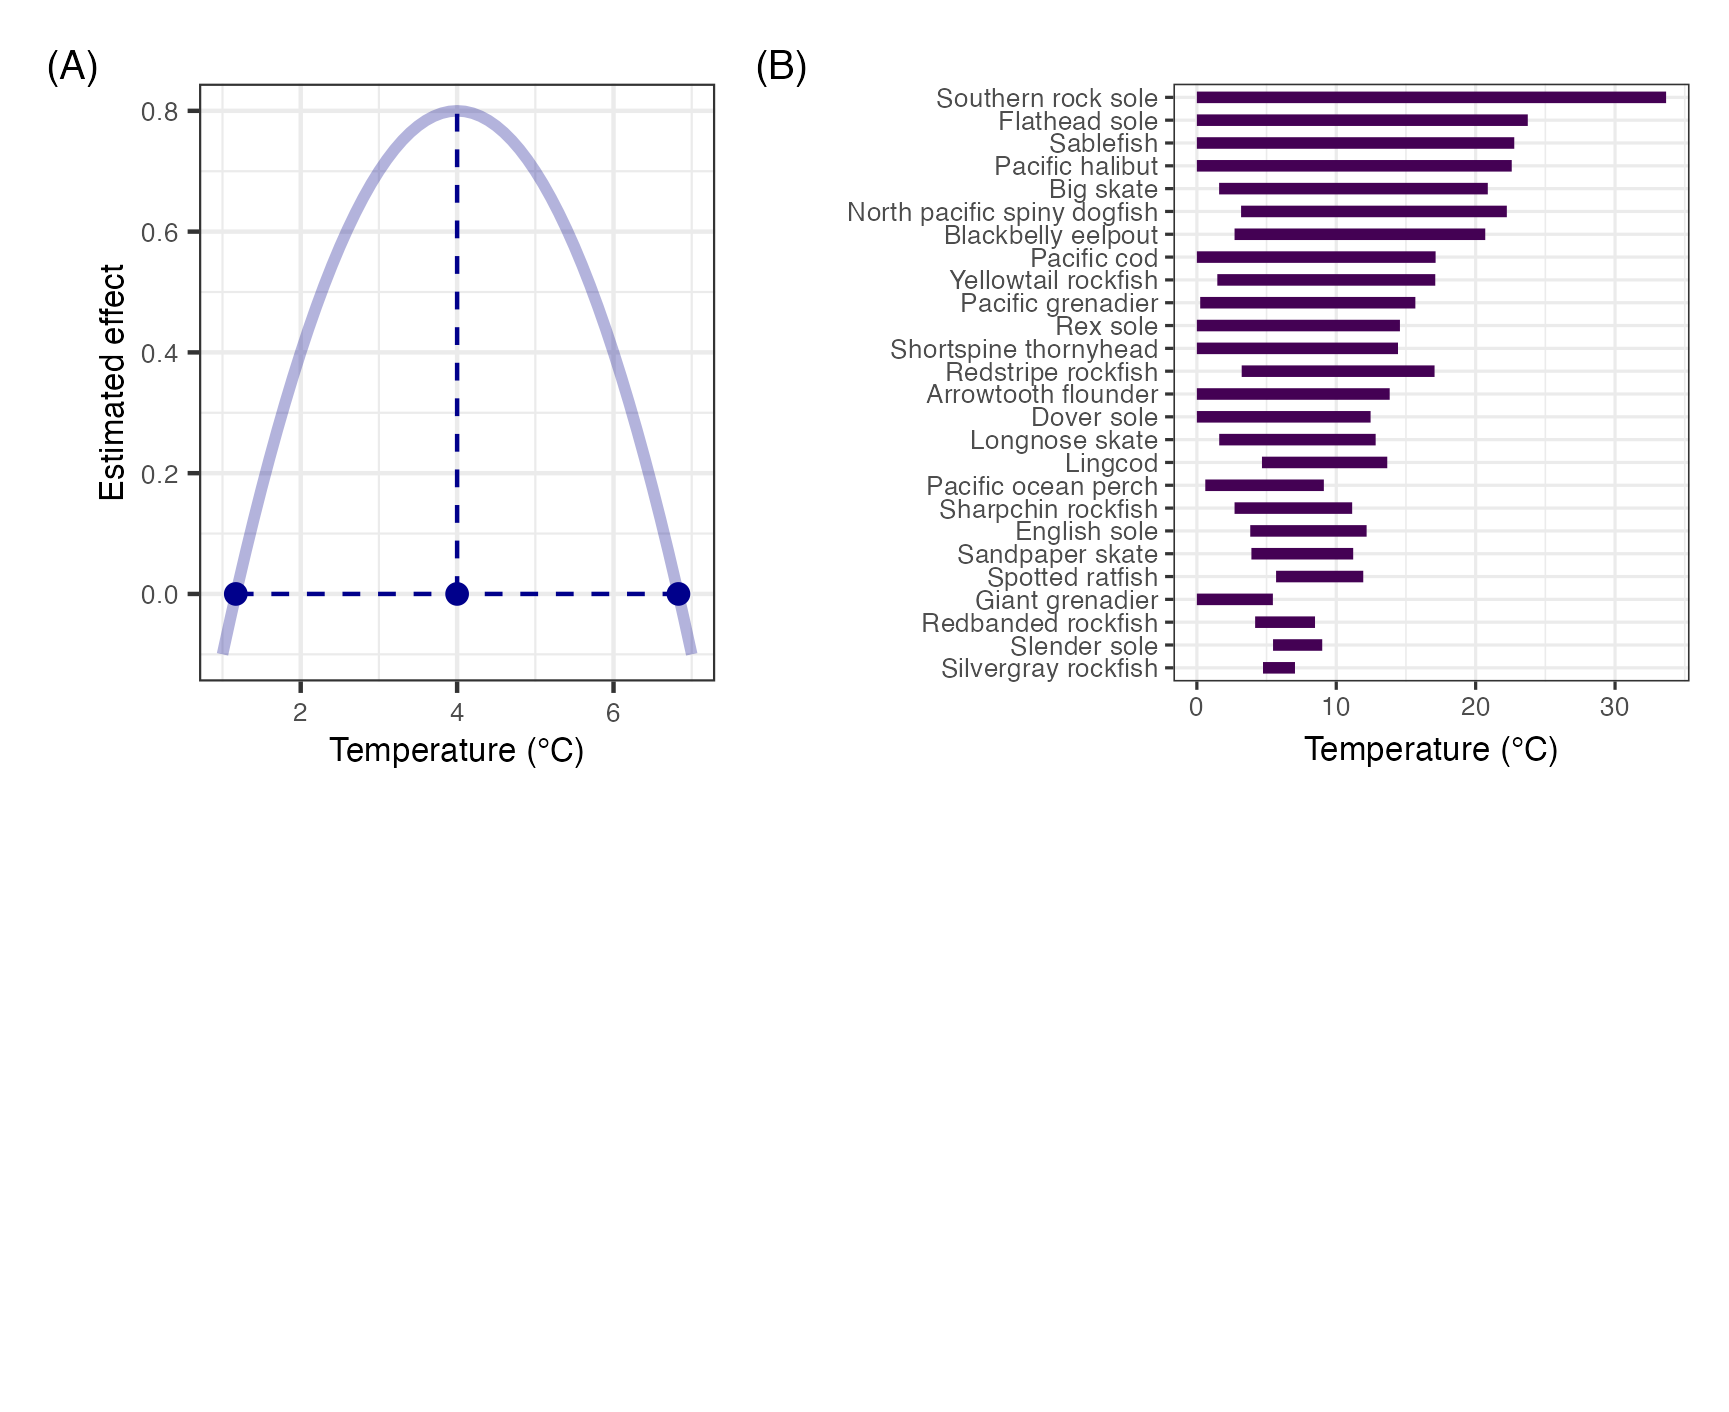 (A)
0.8
0.6
0.4
0.2
0.0
Estimated effect
2 4 6
Temperature (°C)
(B)
Southern rock sole
Flathead sole
Sablefish
Pacific halibut
Big skate
North pacific spiny dogfish
Blackbelly eelpout
Pacific cod
Yellowtail rockfish
Pacific grenadier
Rex sole
Shortspine thornyhead
Redstripe rockfish
Arrowtooth flounder
Dover sole
Longnose skate
Lingcod
Pacific ocean perch
Sharpchin rockfish
English sole
Sandpaper skate
Spotted ratfish
Giant grenadier
Redbanded rockfish
Slender sole
Silvergray rockfish
0 10 20 30
Temperature (°C)